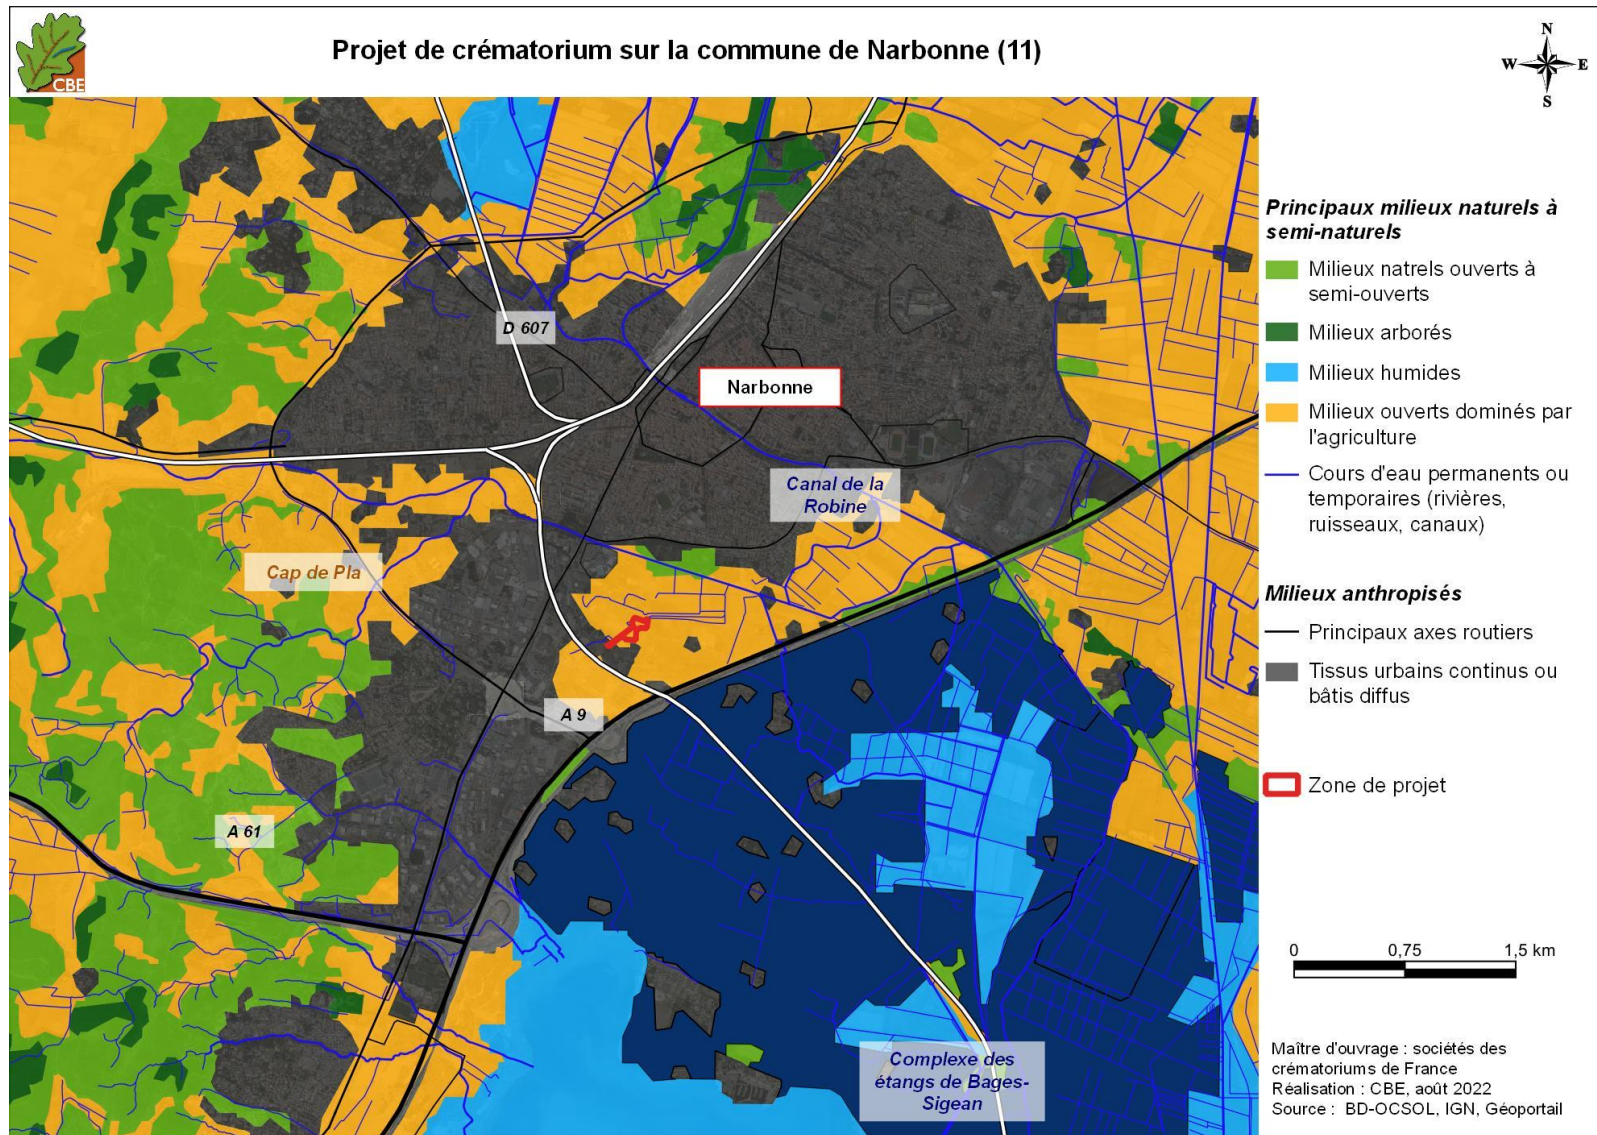 CBE
Projet de crématorium sur la commune de Narbonne (11)
N
W
E
S
D 607
Narbonne
Canal de la
Robine
Cap de Pla
A 9
A 61
Complexe des
étangs de Bages-
Sigean
Principaux milieux naturels à
semi-naturels
Milieux natrels ouverts à
semi-ouverts
Milieux arborés
Milieux humides
Milieux ouverts dominés par
l'agriculture
Cours d'eau permanents ou
temporaires (rivières,
ruisseaux, canaux)
Milieux anthropisés
Principaux axes routiers
Tissus urbains continus ou
bâtis diffus
Zone de projet
0 0,75 1,5 km
Maître d'ouvrage : sociétés des
crématoriums de France
Réalisation : CBE, août 2022
Source : BD-OCSOL, IGN, Géoportail